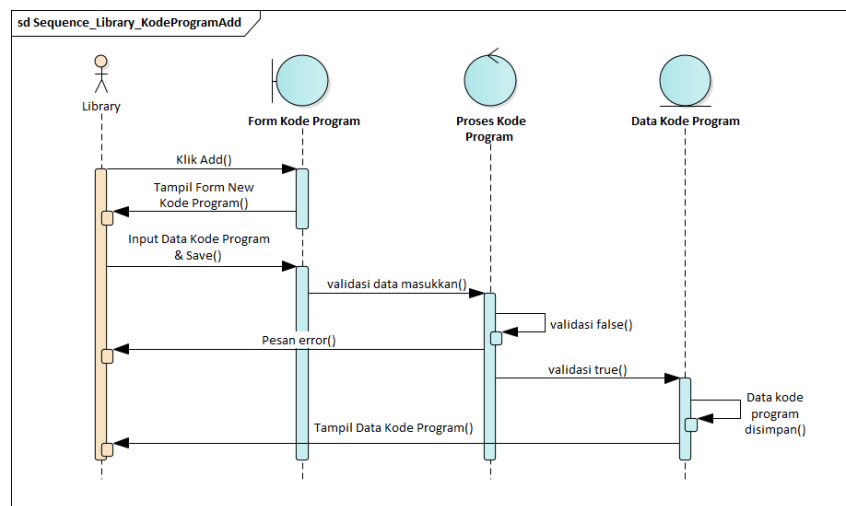 sd Sequence_Library_KodeProgramAdd
Library
Form Kode Program
Proses Kode
Program
Data Kode Program
Klik Add()
Tampil Form New
Kode Program()
Input Data Kode Program
& Save()
validasi data masukkan()
validasi false()
Pesan error()
validasi true()
Data kode
program
disimpan()
Tampil Data Kode Program()